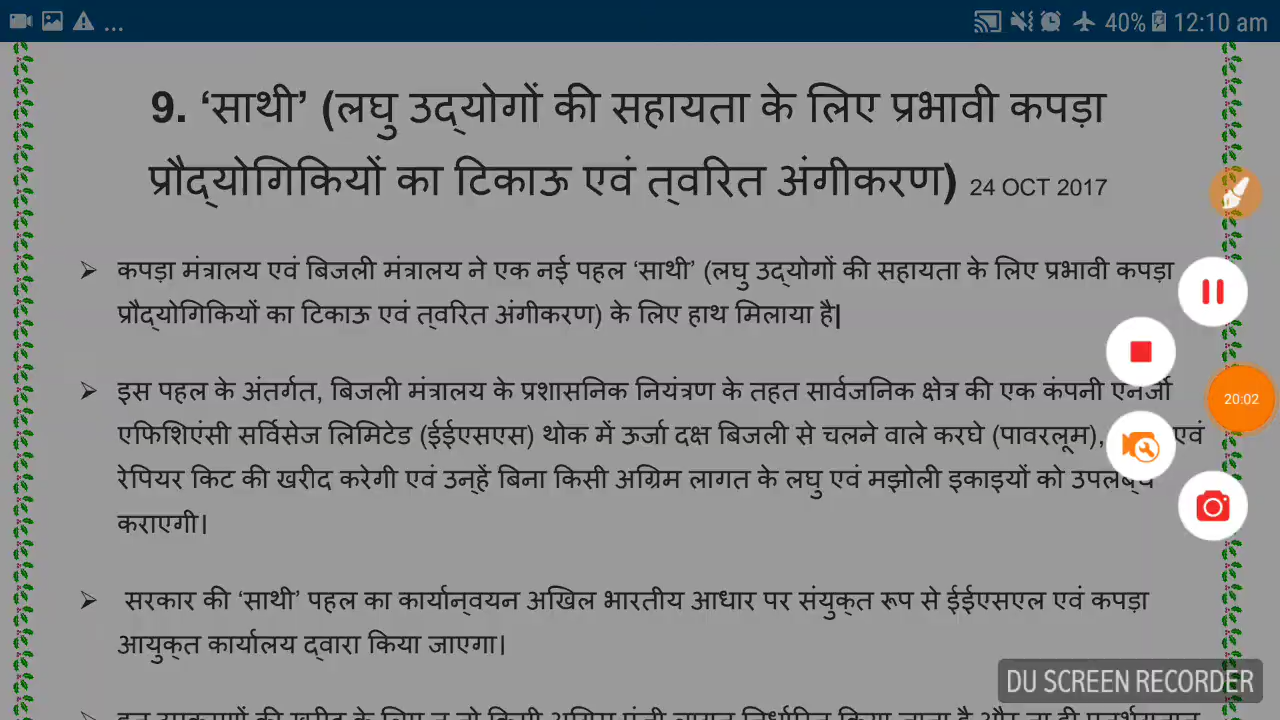 ... 40% 12:10 am
9. ‘साथी’ (लघु उद्योगों की सहायता के लिए प्रभावी कपड़ा
प्रौद्योगिकियों का टिकाऊ एवं त्वरित अंगीकरण) 24 OCT 2017
➢ कपड़ा मंत्रालय एवं बिजली मंत्रालय ने एक नई पहल ‘साथी’ (लघु उद्योगों की सहायता के लिए प्रभावी कपड़ा
प्रौद्योगिकियों का टिकाऊ एवं त्वरित अंगीकरण) के लिए हाथ मिलाया है|
➢ इस पहल के अंतर्गत, बिजली मंत्रालय के प्रशासनिक नियंत्रण के तहत सार्वजनिक क्षेत्र की एक कंपनी एनर्जी
20:02
एफिशिएंसी सर्विसेज लिमिटेड (ईईएसएस) थोक में ऊर्जा दक्ष बिजली से चलने वाले करघे (पावरलूम), एवं
रेपियर किट की खरीद करेगी एवं उन्हें बिना किसी अग्रिम लागत के लघु एवं मझोली इकाइयों को उपलब्ध
कराएगी।
➢ सरकार की ‘साथी’ पहल का कार्यान्वयन अखिल भारतीय आधार पर संयुक्त रूप से ईईएसएल एवं कपड़ा
आयुक्त कार्यालय द्वारा किया जाएगा।
DU SCREEN RECORDER